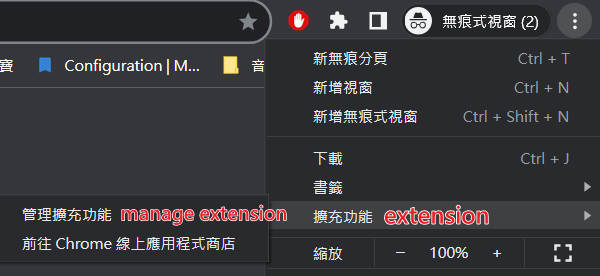 無痕式視窗 (2)
寶 Configuration | M... 音
新無痕分頁 Ctrl + T
新增視窗 Ctrl + N
新增無痕式視窗 Ctrl + Shift + N
下載 Ctrl + J
書籤
管理擴充功能 manage extension
擴充功能 extension
前往 Chrome 線上應用程式商店
縮放 − 100% +